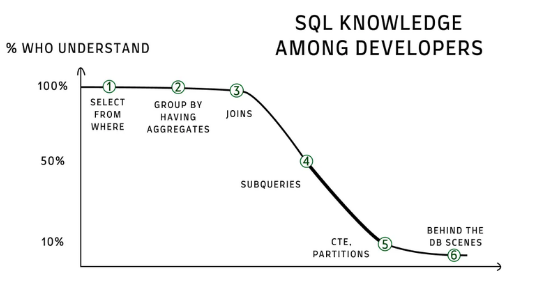 SQL KNOWLEDGE
AMONG DEVELOPERS
% WHO UNDERSTAND
100%
50%
10%
1
SELECT
FROM
WHERE
2
GROUP BY
HAVING
AGGREGATES
3
JOINS
4
SUBQUERIES
5
CTE,
PARTITIONS
BEHIND THE
DB SCENES
6